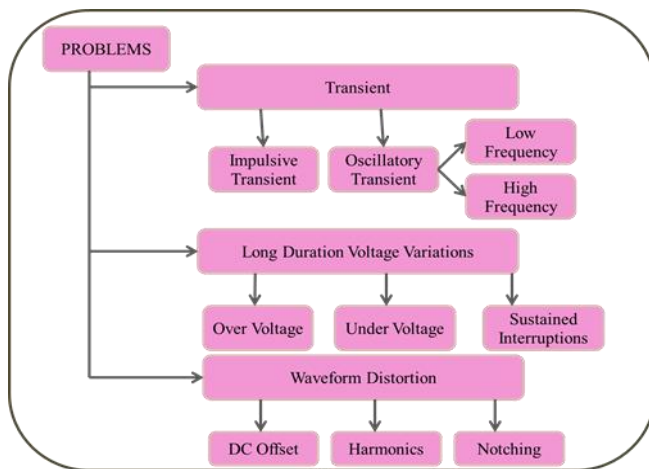 PROBLEMS
Transient
Impulsive
Transient
Oscillatory
Transient
Low
Frequency
High
Frequency
Long Duration Voltage Variations
Over Voltage
Under Voltage
Sustained
Interruptions
Waveform Distortion
DC Offset
Harmonics
Notching